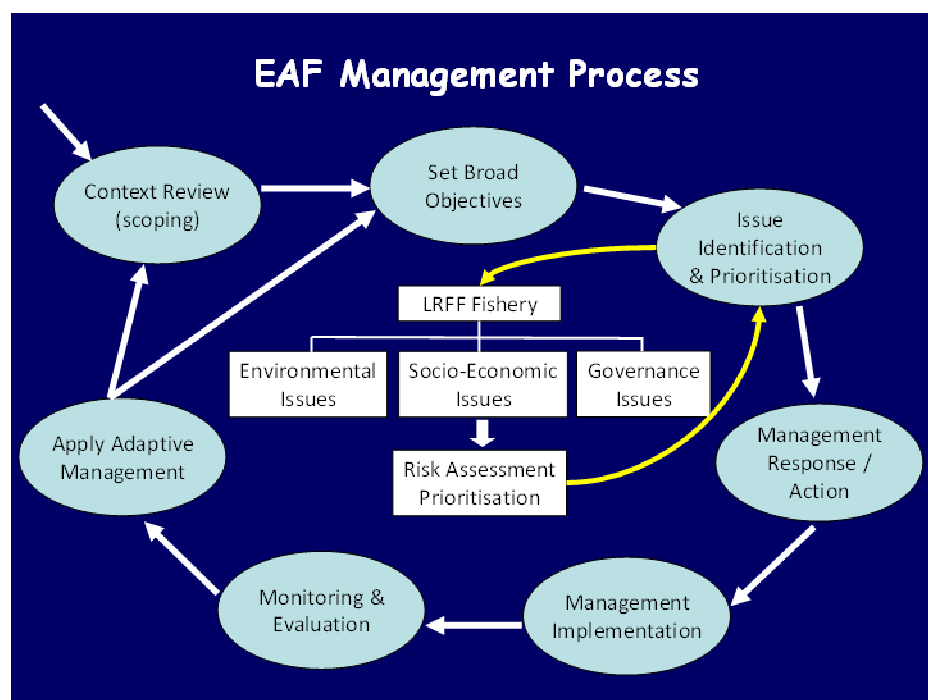 EAF Management Process
Context Review
(scoping)
Set Broad
Objectives
Issue
Identification
& Prioritisation
LRFF Fishery
Environmental
Issues
Socio-Economic
Issues
Governance
Issues
Risk Assessment
Prioritisation
Management
Response /
Action
Management
Implementation
Monitoring &
Evaluation
Apply Adaptive
Management